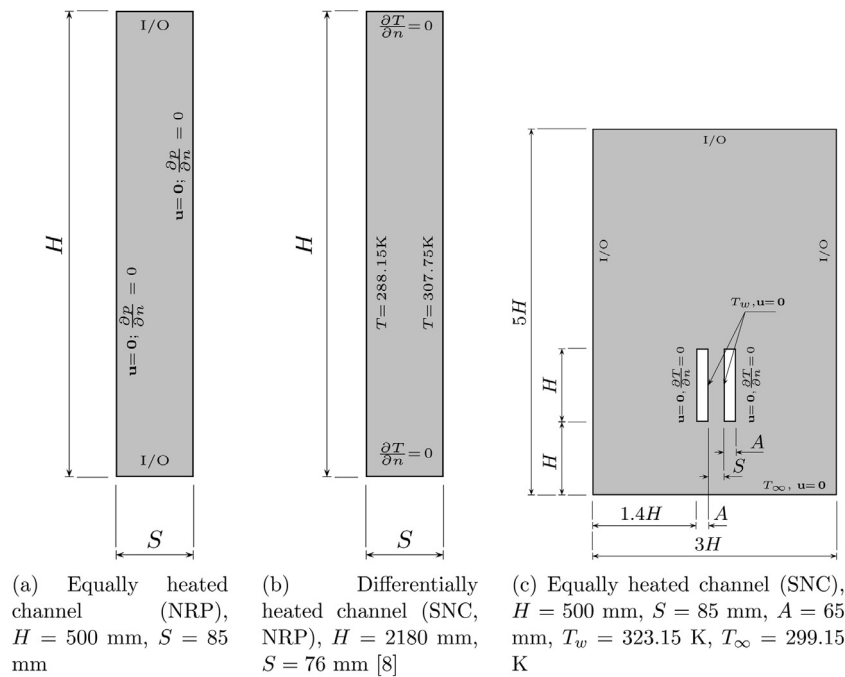 I/O
H
u=0; ∂p/∂n = 0
u=0; ∂p/∂n = 0
I/O
S
∂T/∂n = 0
H
T = 288.15K
T = 307.75K
∂T/∂n = 0
S
I/O
I/O
I/O
5H
T_w, u=0
u=0, ∂T/∂n = 0
u=0, ∂T/∂n = 0
H
H
A
S
T_∞, u=0
1.4H
A
3H
(a) Equally heated
channel (NRP),
H = 500 mm, S = 85
mm
(b) Differentially
heated channel (SNC,
NRP), H = 2180 mm,
S = 76 mm [8]
(c) Equally heated channel (SNC),
H = 500 mm, S = 85 mm, A = 65
mm, T_w = 323.15 K, T_∞ = 299.15
K